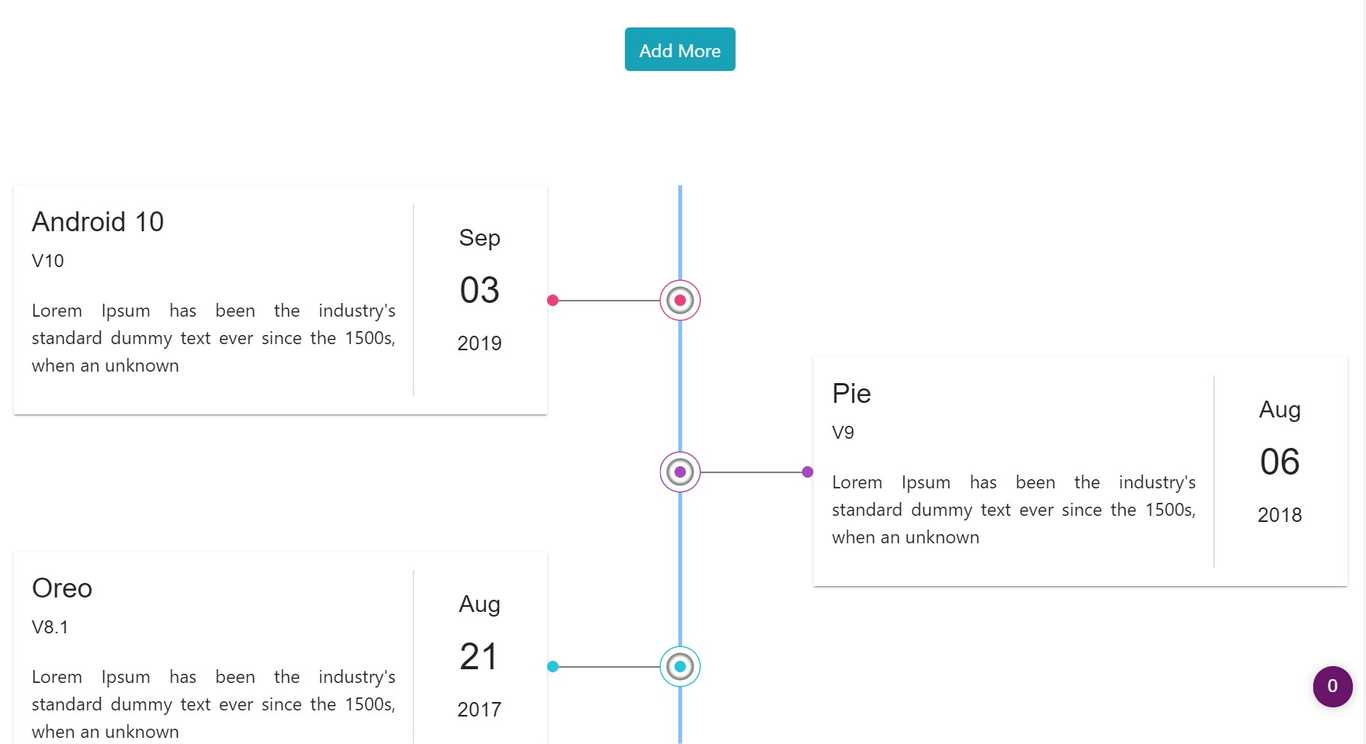 Add More
Android 10
V10
Lorem Ipsum has been the industry's
standard dummy text ever since the 1500s,
when an unknown
Sep
03
2019
Pie
V9
Lorem Ipsum has been the industry's
standard dummy text ever since the 1500s,
when an unknown
Aug
06
2018
Oreo
V8.1
Lorem Ipsum has been the industry's
standard dummy text ever since the 1500s,
when an unknown
Aug
21
2017
0